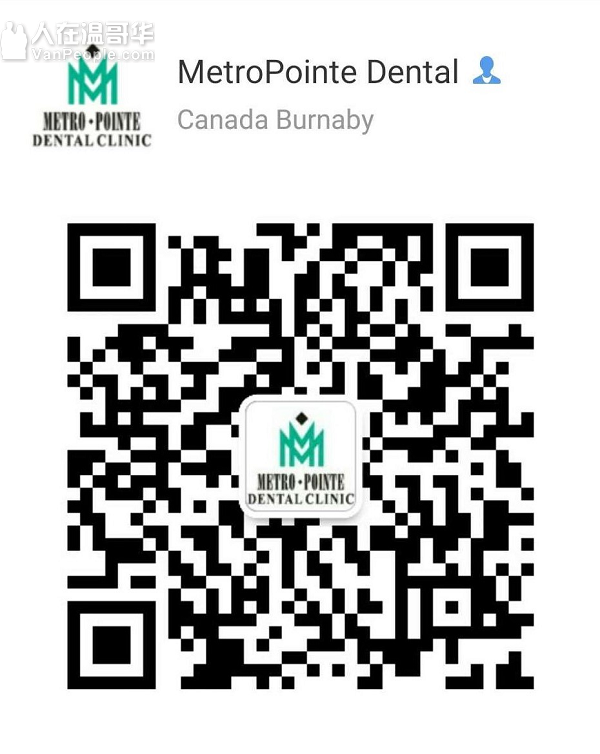 人在温哥华
VanPeople.com
METRO•POINTE
DENTAL CLINIC
MetroPointe Dental
Canada Burnaby
METRO•POINTE
DENTAL CLINIC